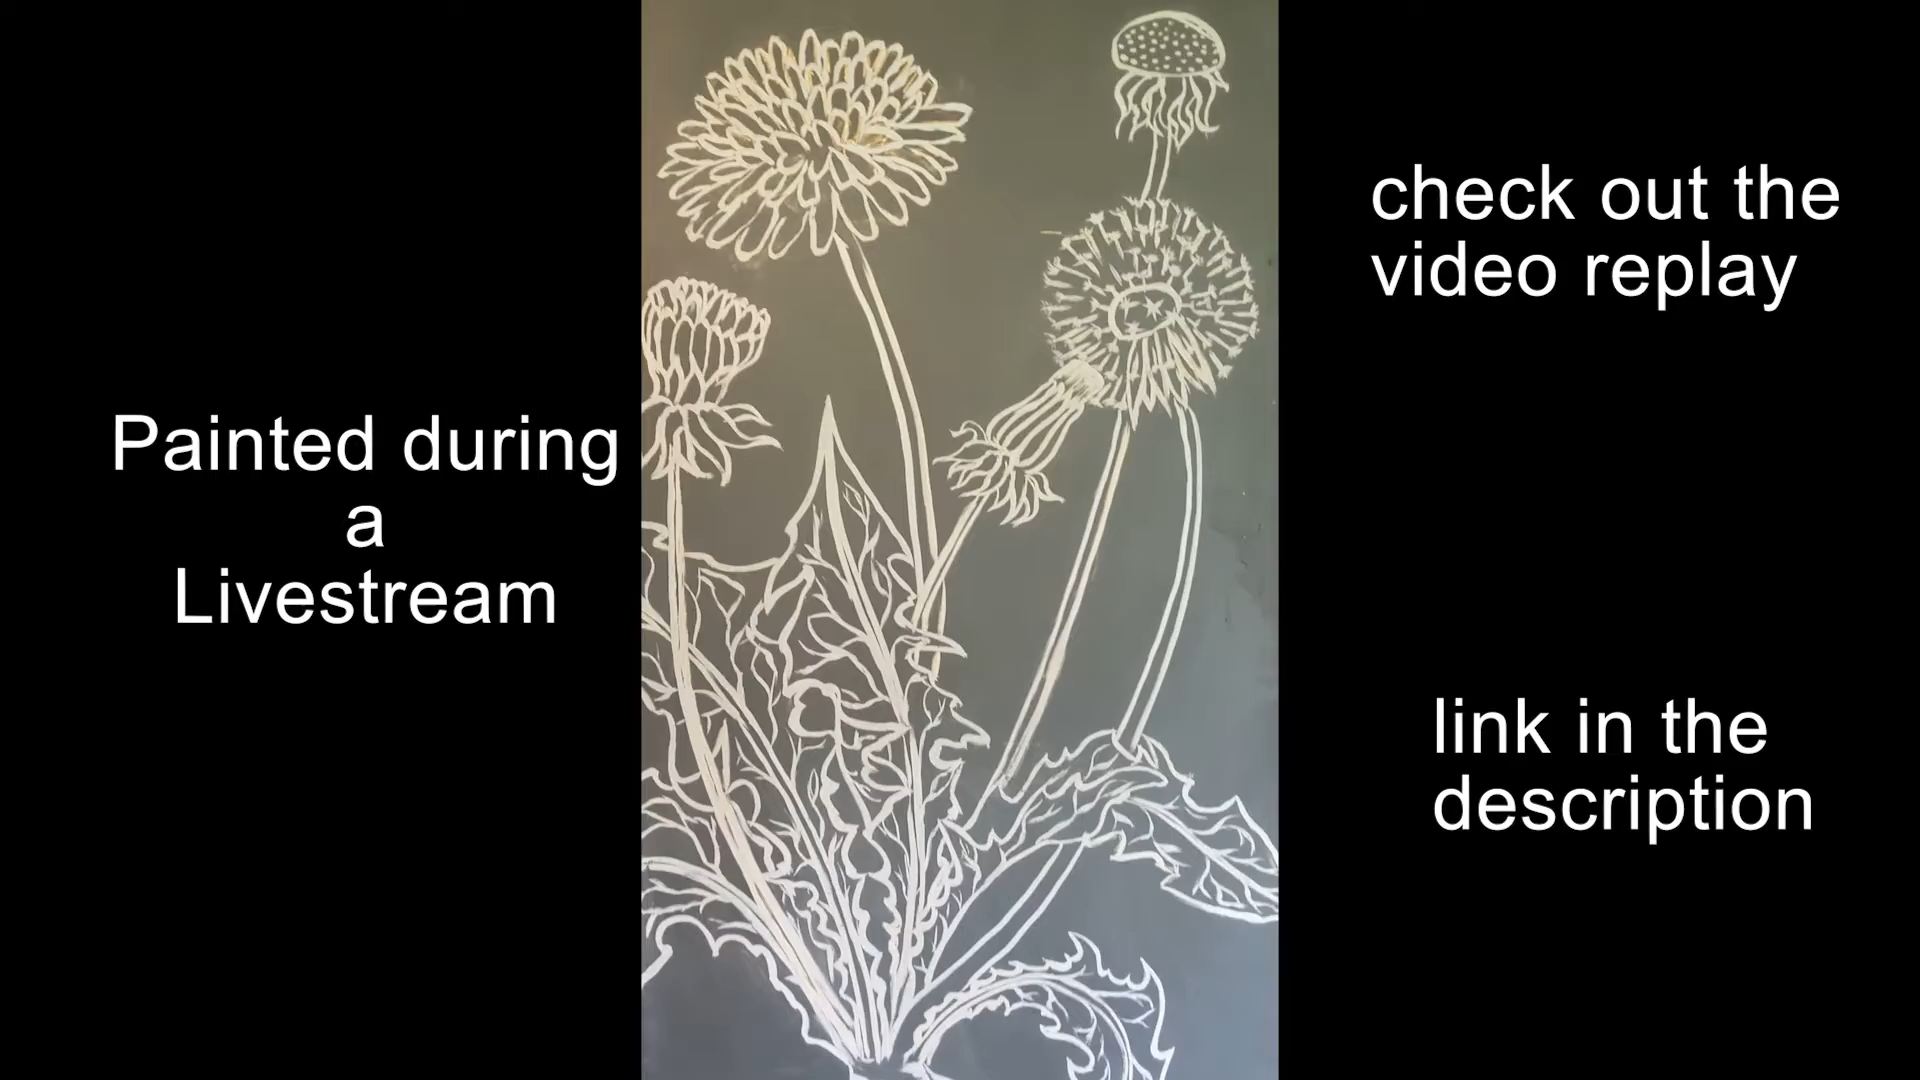 Painted during
a
Livestream
check out the
video replay
link in the
description